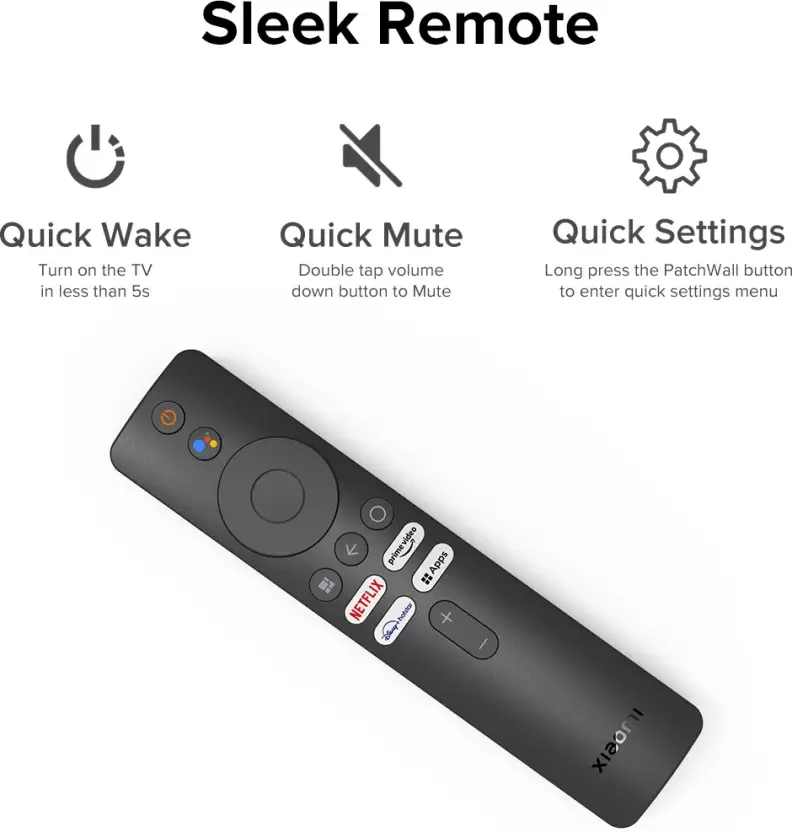 Sleek Remote
Quick Wake
Turn on the TV
in less than 5s
Quick Mute
Double tap volume
down button to Mute
Quick Settings
Long press the PatchWall button
to enter quick settings menu
prime video
Apps
NETFLIX
Disney+ hotstar
+
−
xiaomi